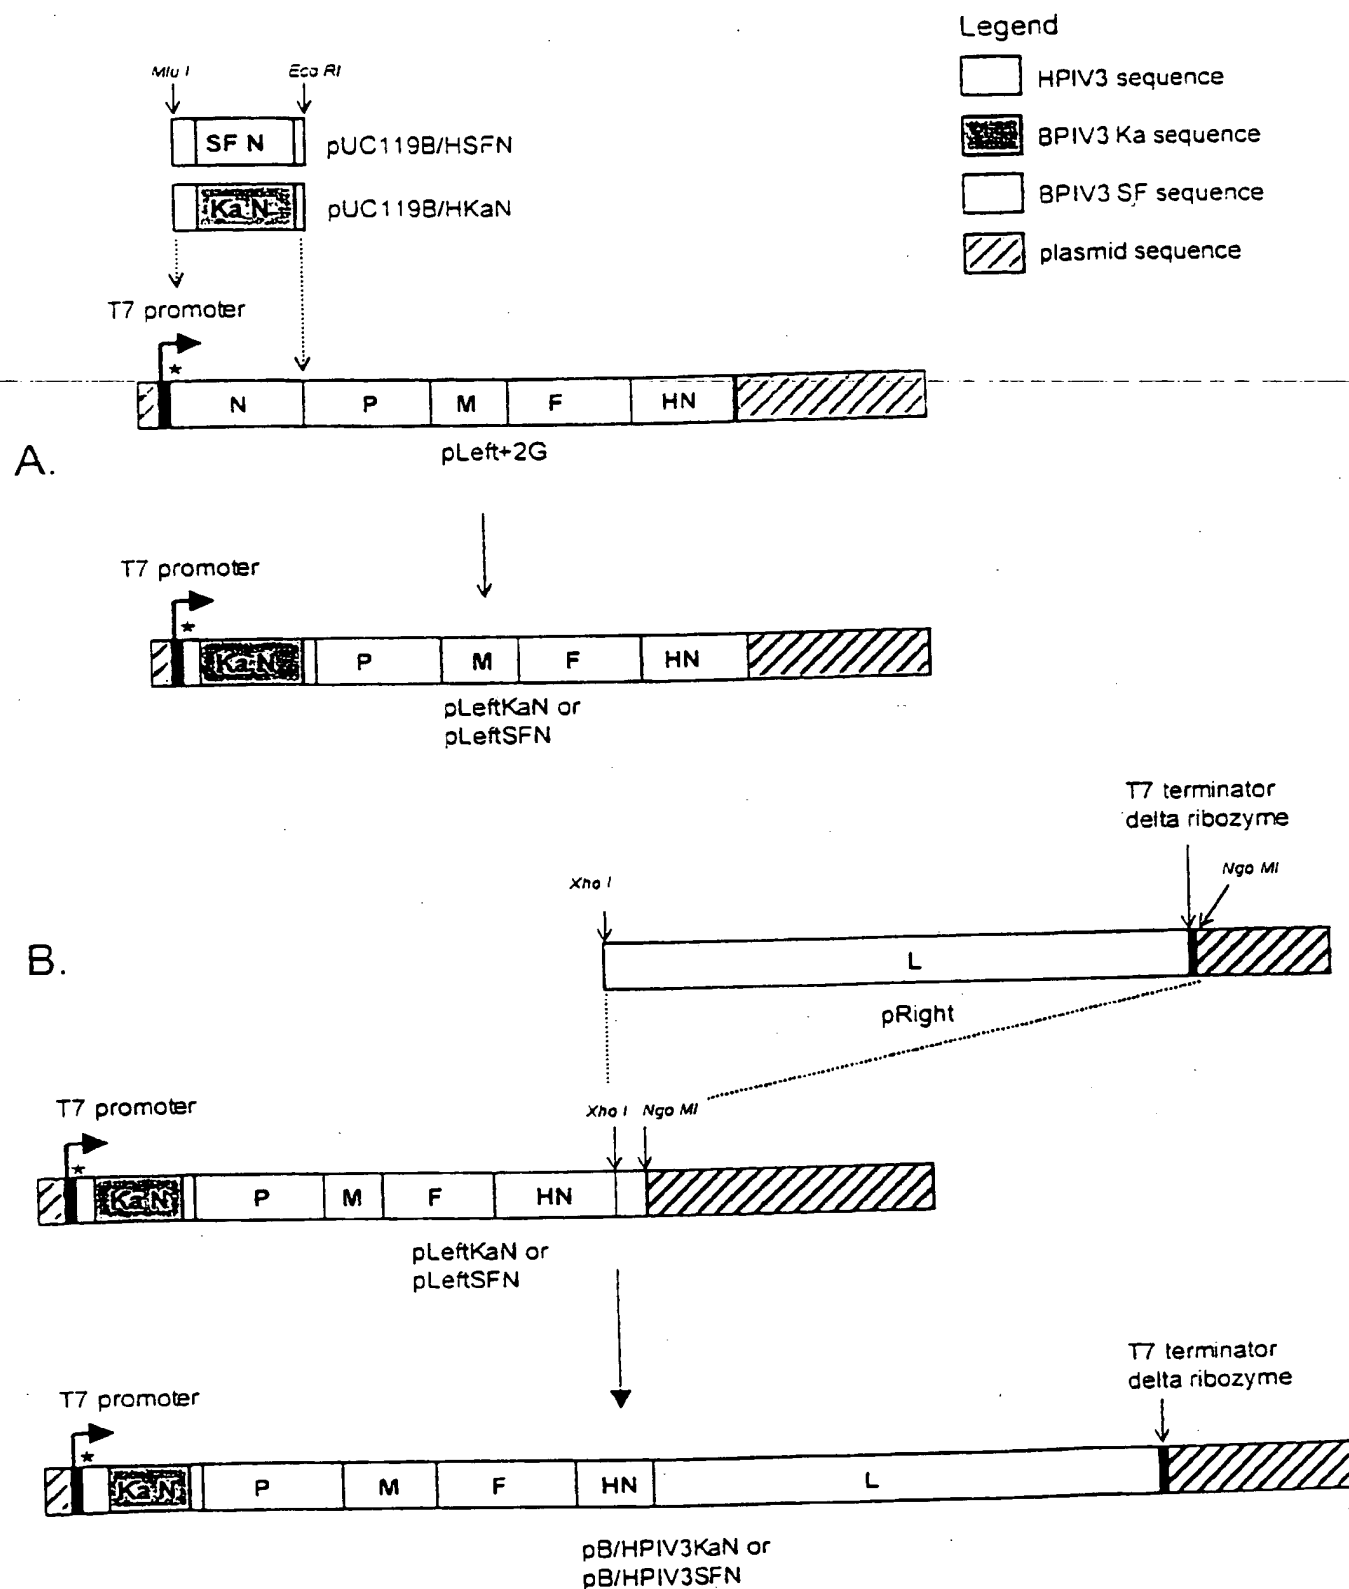 Legend
HPIV3 sequence
BPIV3 Ka sequence
BPIV3 SF sequence
plasmid sequence
Mlu I
Eco RI
SF N
pUC119B/HSFN
Ka N
pUC119B/HKaN
T7 promoter
*
N P M F HN
pLeft+2G
A.
T7 promoter
*
Ka N P M F HN
pLeftKaN or
pLeftSFN
T7 terminator
delta ribozyme
Xho I
Ngo MI
B.
L
pRight
T7 promoter
Xho I Ngo MI
*
Ka N P M F HN
pLeftKaN or
pLeftSFN
T7 terminator
delta ribozyme
T7 promoter
*
Ka N P M F HN L
pB/HPIV3KaN or
pB/HPIV3SFN